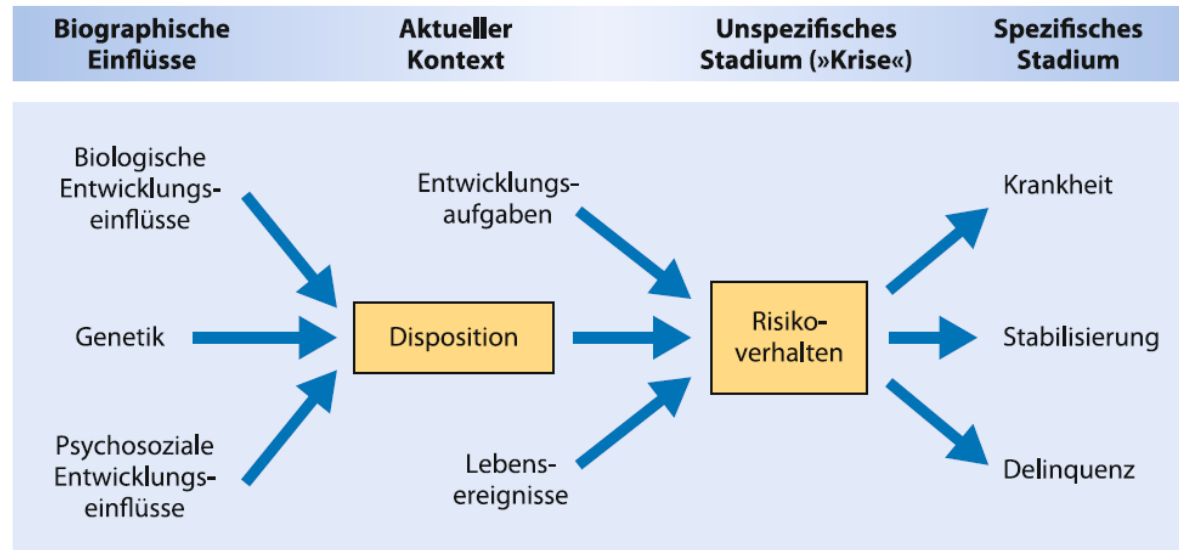 Biographische
Einflüsse
Aktueller
Kontext
Unspezifisches
Stadium (»Krise«)
Spezifisches
Stadium
Biologische
Entwicklungs-
einflüsse
Genetik
Psychosoziale
Entwicklungs-
einflüsse
Disposition
Entwicklungs-
aufgaben
Lebens-
ereignisse
Risiko-
verhalten
Krankheit
Stabilisierung
Delinquenz